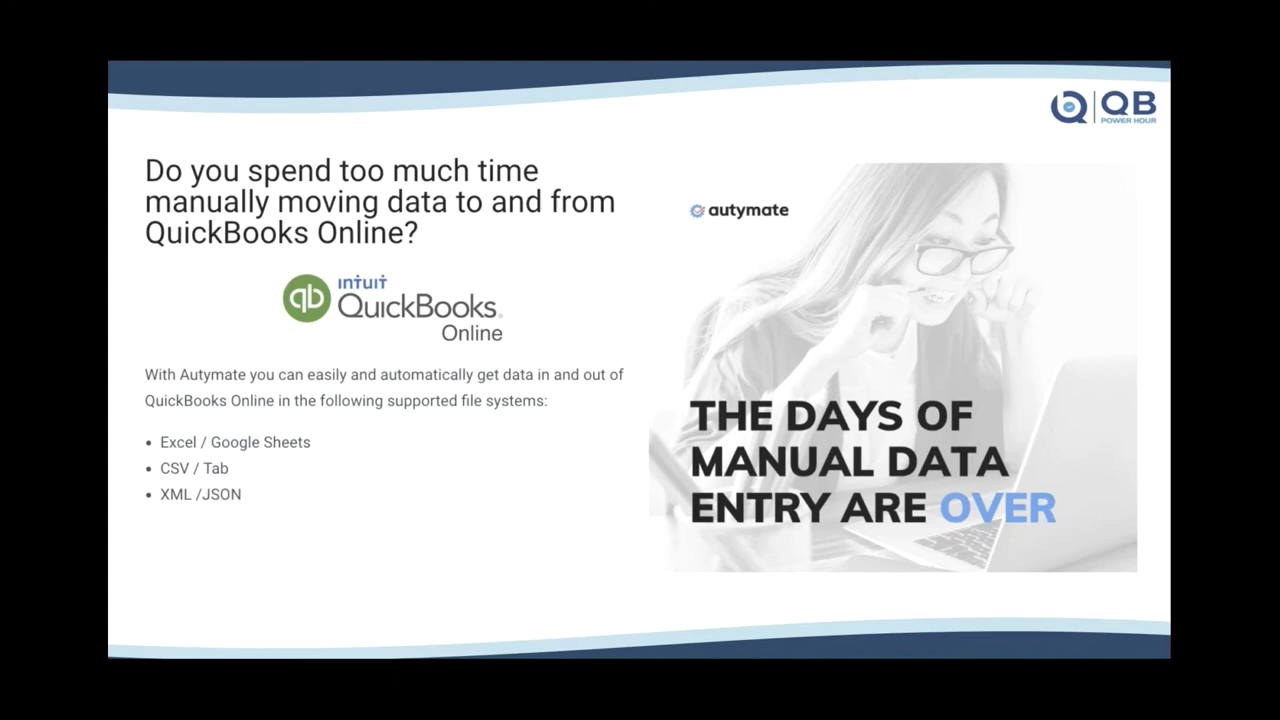 QB
POWER HOUR
Do you spend too much time
manually moving data to and from
QuickBooks Online?
qb
intuit
QuickBooks.
Online
With Autymate you can easily and automatically get data in and out of
QuickBooks Online in the following supported file systems:
• Excel / Google Sheets
• CSV / Tab
• XML /JSON
autymate
THE DAYS OF
MANUAL DATA
ENTRY ARE OVER